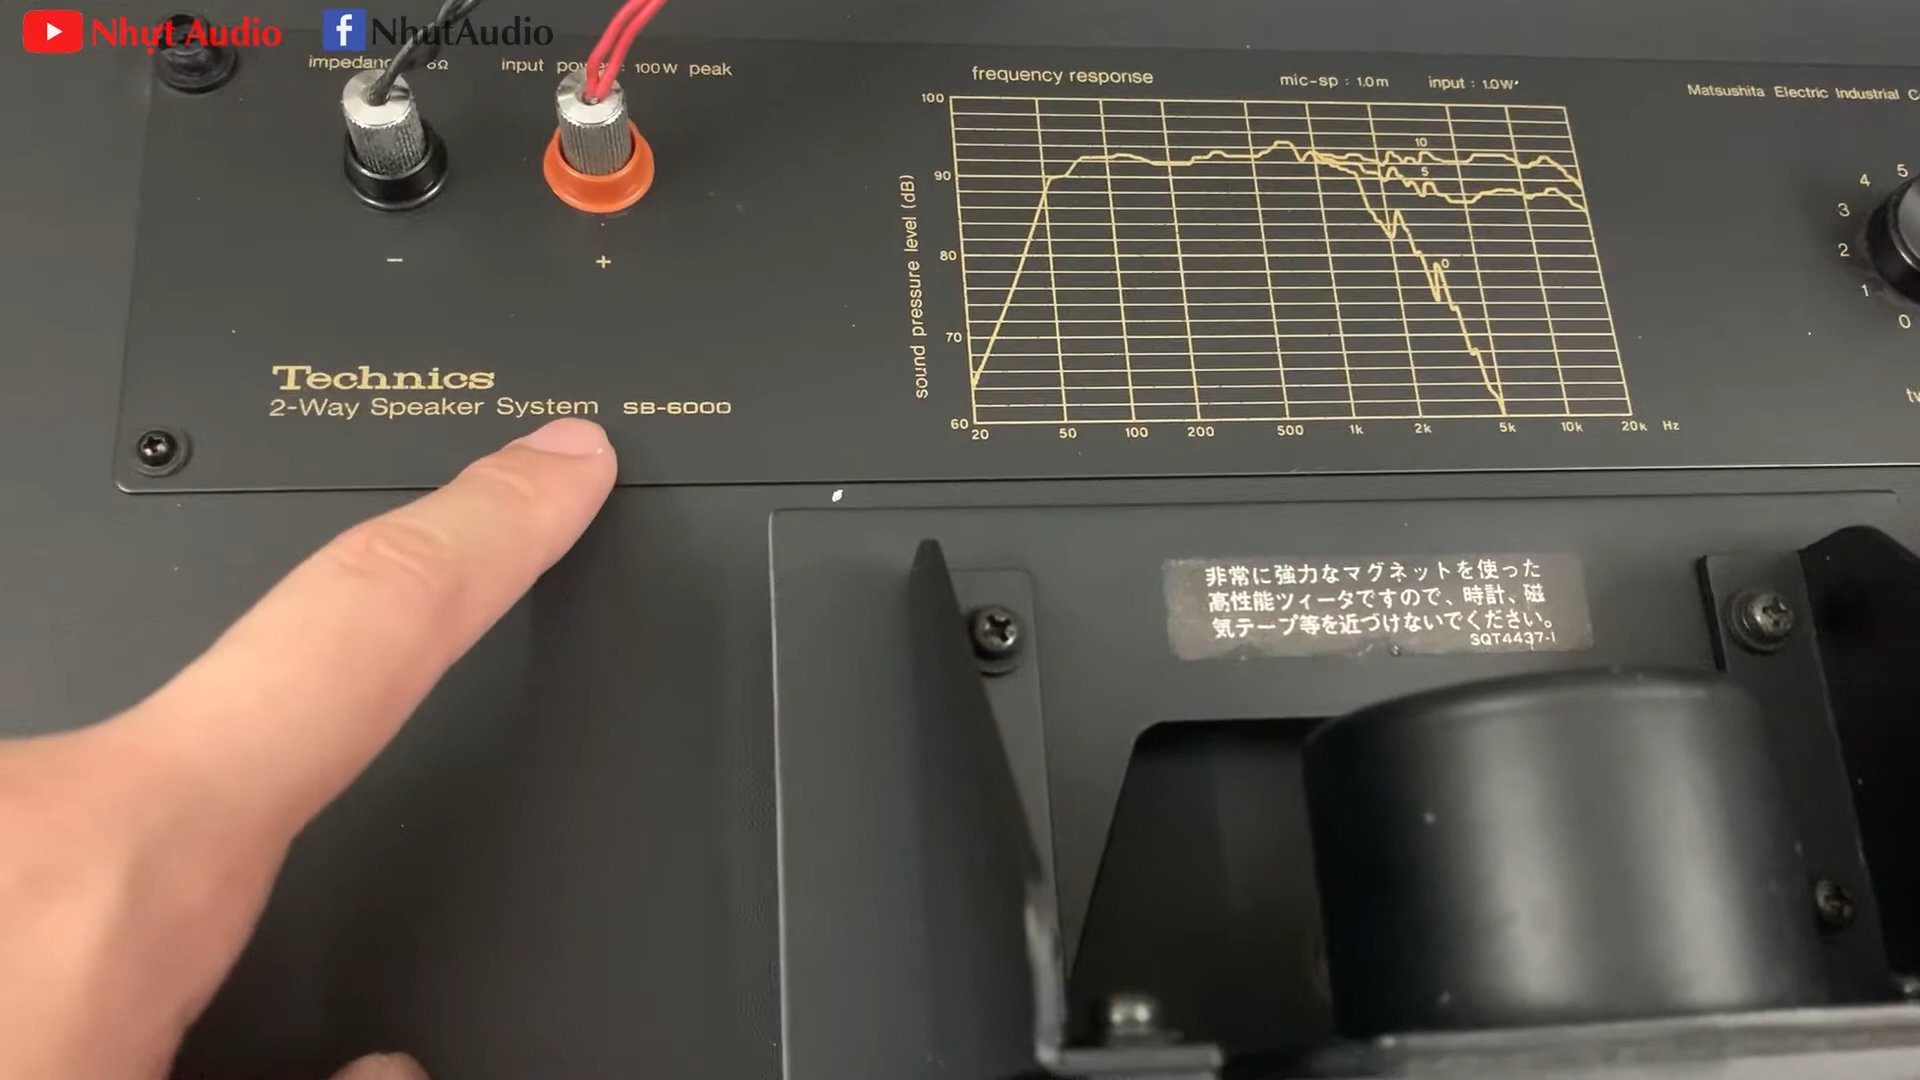 Nhựt Audio
NhutAudio
8Ω
input power : 100W peak
− +
Technics
2-Way Speaker System SB-6000
frequency response mic-sp : 1.0m input : 1.0W
sound pressure level (dB)
100
90
80
70
60
10
5
0
20 50 100 200 500 1k 2k 5k 10k 20k Hz
Matsushita Electric Industrial
5
4
3
2
1
0
非常に強力なマグネットを使った
高性能ツィータですので、時計、磁
気テープ等を近づけないでください。
SQT4437-1